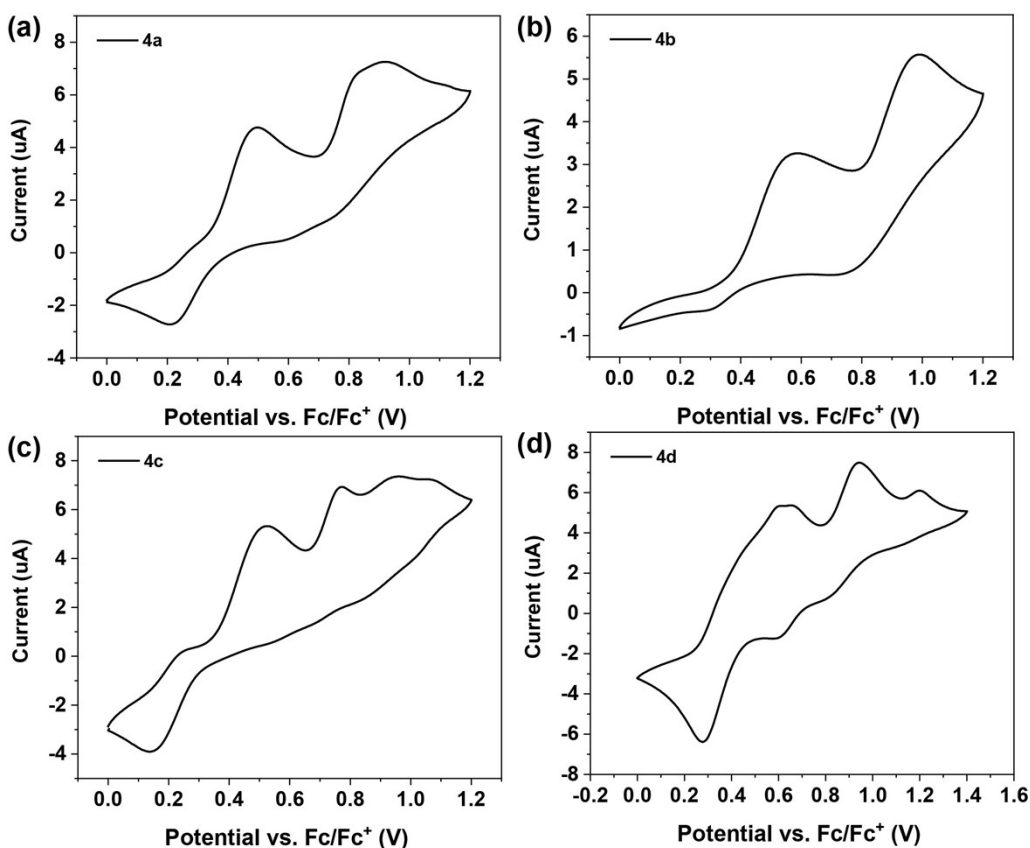 (a)
4a
8
6
4
2
0
-2
-4
Current (uA)
0.0 0.2 0.4 0.6 0.8 1.0 1.2
Potential vs. Fc/Fc⁺ (V)
(b)
4b
6
5
4
3
2
1
0
-1
Current (uA)
0.0 0.2 0.4 0.6 0.8 1.0 1.2
Potential vs. Fc/Fc⁺ (V)
(c)
4c
8
6
4
2
0
-2
-4
Current (uA)
0.0 0.2 0.4 0.6 0.8 1.0 1.2
Potential vs. Fc/Fc⁺ (V)
(d)
4d
8
6
4
2
0
-2
-4
-6
-8
Current (uA)
-0.2 0.0 0.2 0.4 0.6 0.8 1.0 1.2 1.4 1.6
Potential vs. Fc/Fc⁺ (V)